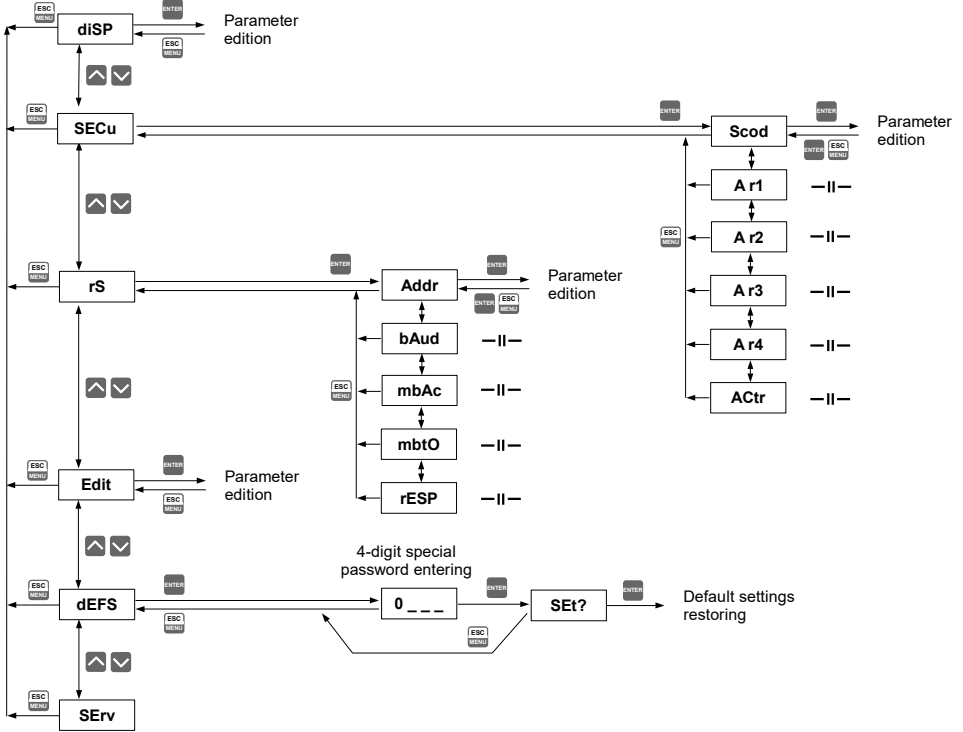 ESC
MENU
ENTER
diSP
Parameter
edition
ESC
MENU
ESC
MENU
SECu
ENTER
Scod
ENTER
Parameter
edition
ENTER
ESC
MENU
A r1
—II—
ESC
MENU
A r2
—II—
A r3
—II—
A r4
—II—
ACtr
—II—
ESC
MENU
rS
ENTER
Addr
ENTER
Parameter
edition
ENTER
ESC
MENU
bAud
—II—
ESC
MENU
mbAc
—II—
mbtO
—II—
rESP
—II—
ESC
MENU
Edit
ENTER
Parameter
edition
ESC
MENU
4-digit special
password entering
ESC
MENU
dEFS
ENTER
ESC
MENU
0 _ _ _
ENTER
SEt?
ENTER
Default settings
restoring
ESC
MENU
ESC
MENU
SErv